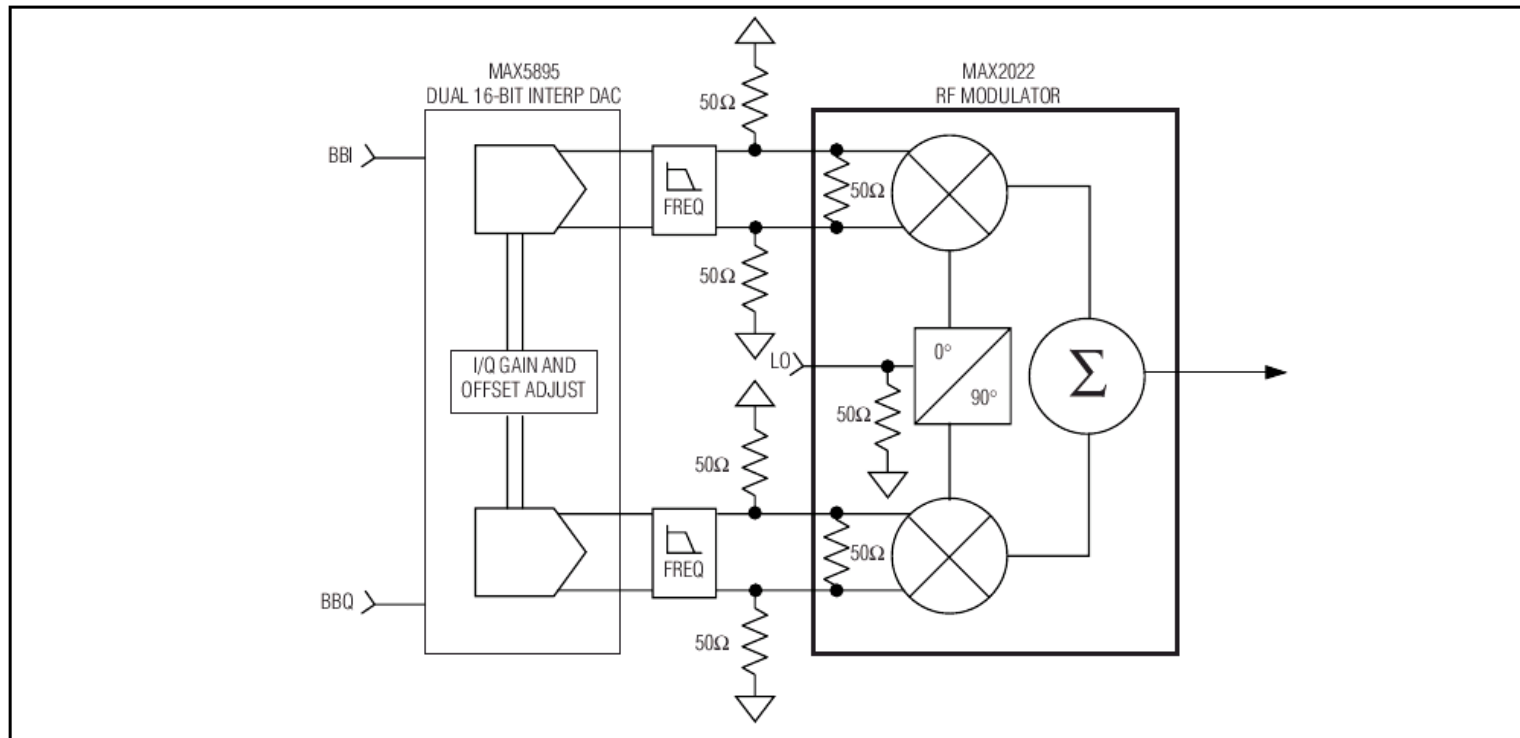 MAX5895
DUAL 16-BIT INTERP DAC
MAX2022
RF MODULATOR
50Ω
BBI
FREQ
50Ω
50Ω
I/Q GAIN AND
OFFSET ADJUST
LO
0°
90°
50Ω
Σ
50Ω
FREQ
50Ω
BBQ
50Ω